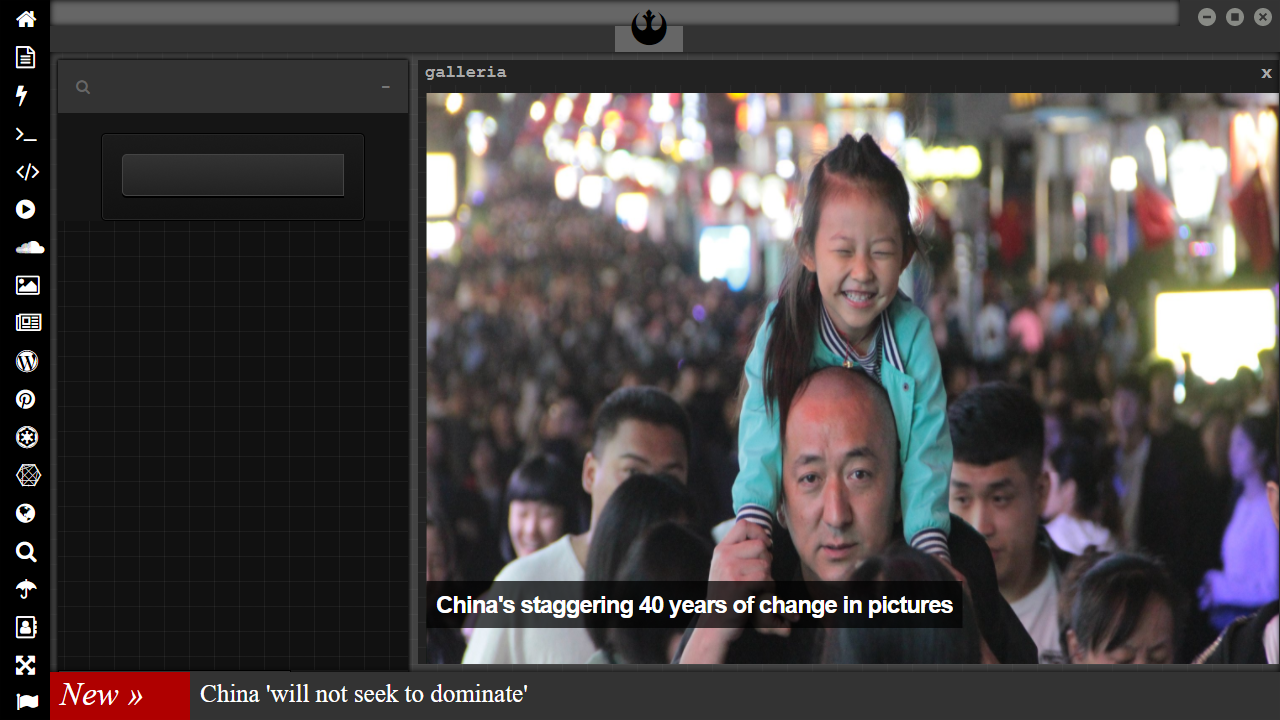 galleria
x
China's staggering 40 years of change in pictures
New »
China 'will not seek to dominate'